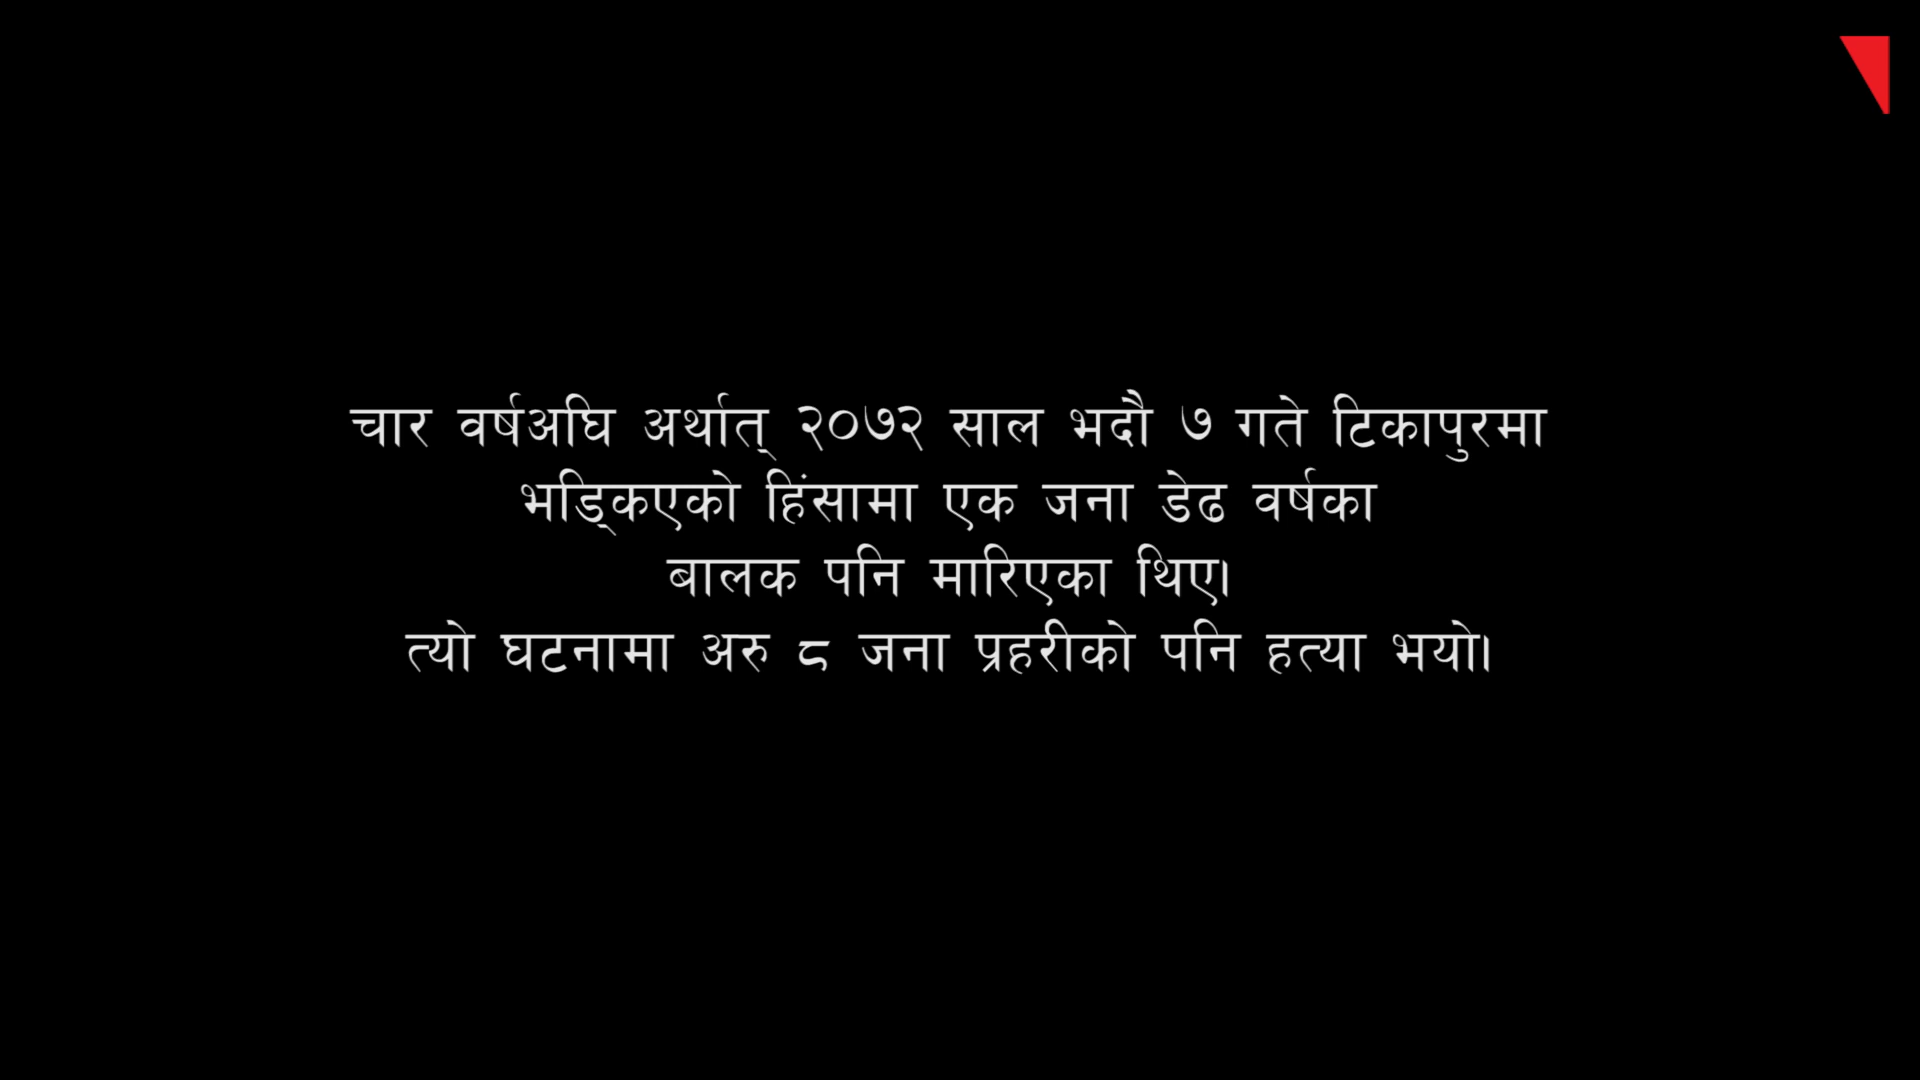 चार वर्षअघि अर्थात् २०७२ साल भदौ ७ गते टिकापुरमा
भड्किएको हिंसामा एक जना डेढ वर्षका
बालक पनि मारिएका थिए।
त्यो घटनामा अरु ८ जना प्रहरीको पनि हत्या भयो।